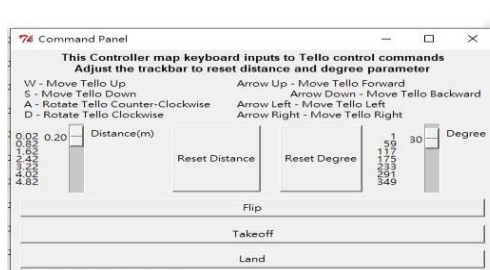 76 Command Panel
This Controller map keyboard inputs to Tello control commands
Adjust the trackbar to reset distance and degree parameter
W - Move Tello Up Arrow Up - Move Tello Forward
S - Move Tello Down Arrow Down - Move Tello Backward
A - Rotate Tello Counter-Clockwise Arrow Left - Move Tello Left
D - Rotate Tello Clockwise Arrow Right - Move Tello Right
0.02 0.20 Distance(m) 1 30 Degree
0.82 59
1.62 117
2.42 Reset Distance Reset Degree 175
3.22 233
4.02 291
4.82 349
Flip
Takeoff
Land